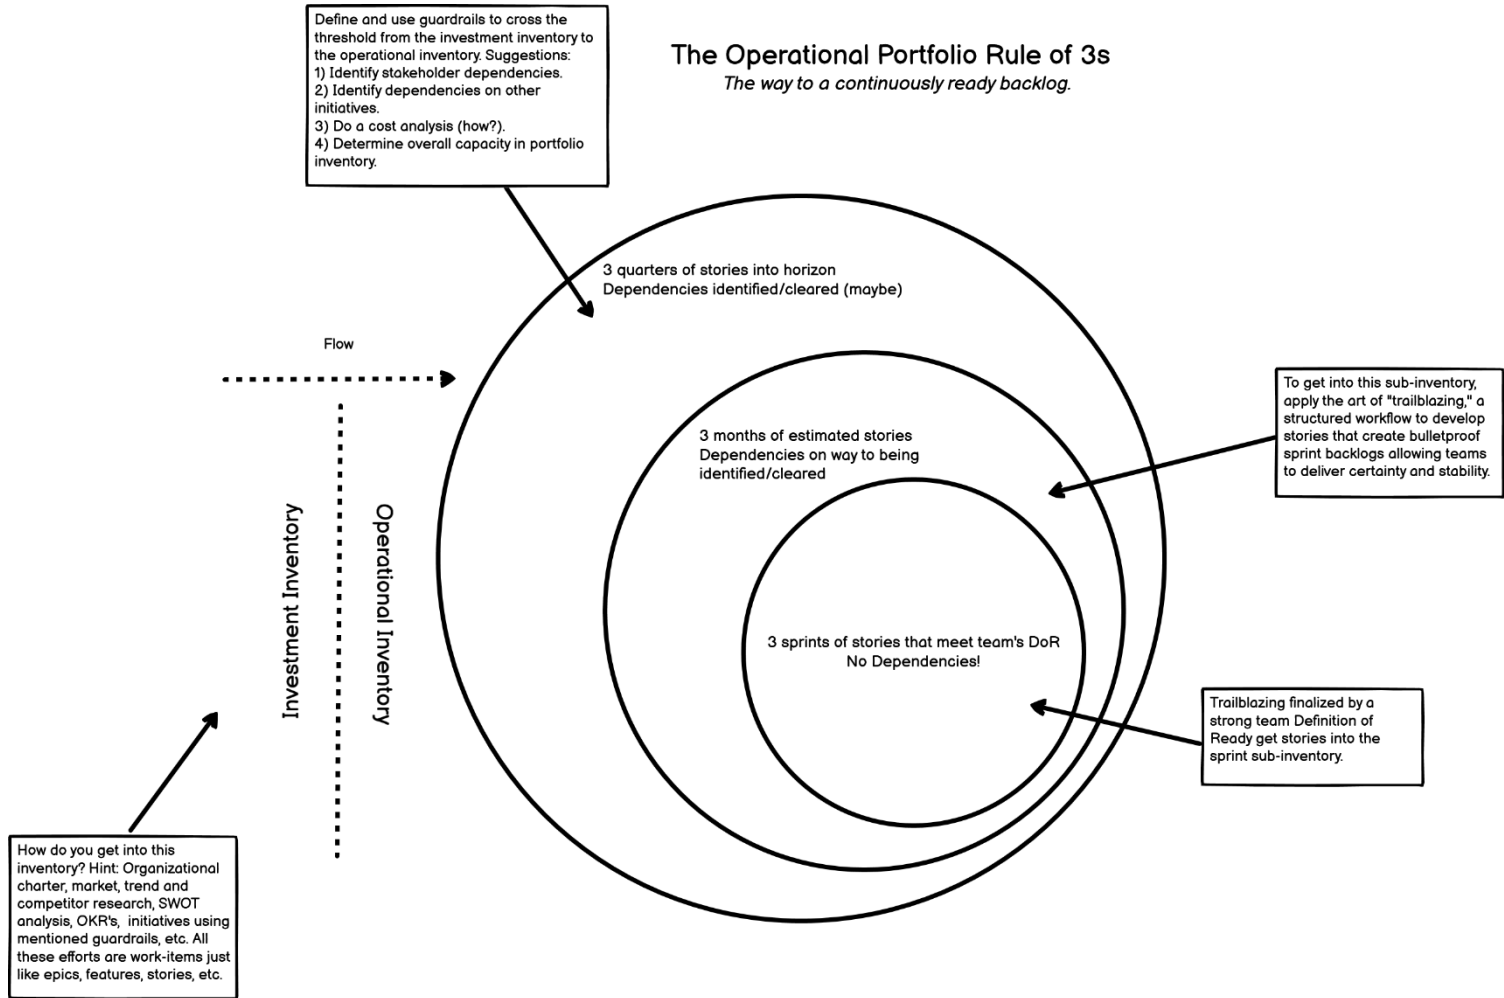 Define and use guardrails to cross the
threshold from the investment inventory to
the operational inventory. Suggestions:
1) Identify stakeholder dependencies.
2) Identify dependencies on other
initiatives.
3) Do a cost analysis (how?).
4) Determine overall capacity in portfolio
inventory.
The Operational Portfolio Rule of 3s
The way to a continuously ready backlog.
3 quarters of stories into horizon
Dependencies identified/cleared (maybe)
Flow
To get into this sub-inventory,
apply the art of "trailblazing," a
structured workflow to develop
stories that create bulletproof
sprint backlogs allowing teams
to deliver certainty and stability.
3 months of estimated stories
Dependencies on way to being
identified/cleared
Investment Inventory
Operational Inventory
3 sprints of stories that meet team's DoR
No Dependencies!
Trailblazing finalized by a
strong team Definition of
Ready get stories into the
sprint sub-inventory.
How do you get into this
inventory? Hint: Organizational
charter, market, trend and
competitor research, SWOT
analysis, OKR's, initiatives using
mentioned guardrails, etc. All
these efforts are work-items just
like epics, features, stories, etc.